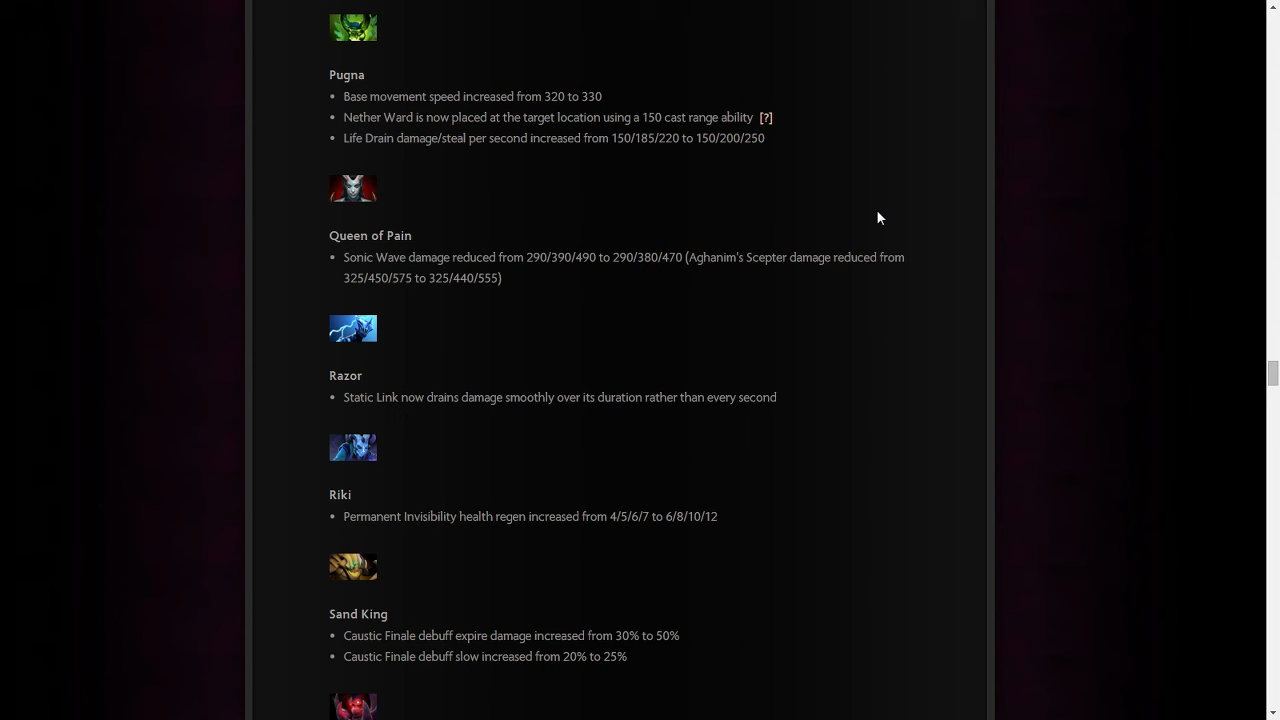 Pugna
• Base movement speed increased from 320 to 330
• Nether Ward is now placed at the target location using a 150 cast range ability [?]
• Life Drain damage/steal per second increased from 150/185/220 to 150/200/250
Queen of Pain
• Sonic Wave damage reduced from 290/390/490 to 290/380/470 (Aghanim's Scepter damage reduced from
325/450/575 to 325/440/555)
Razor
• Static Link now drains damage smoothly over its duration rather than every second
Riki
• Permanent Invisibility health regen increased from 4/5/6/7 to 6/8/10/12
Sand King
• Caustic Finale debuff expire damage increased from 30% to 50%
• Caustic Finale debuff slow increased from 20% to 25%